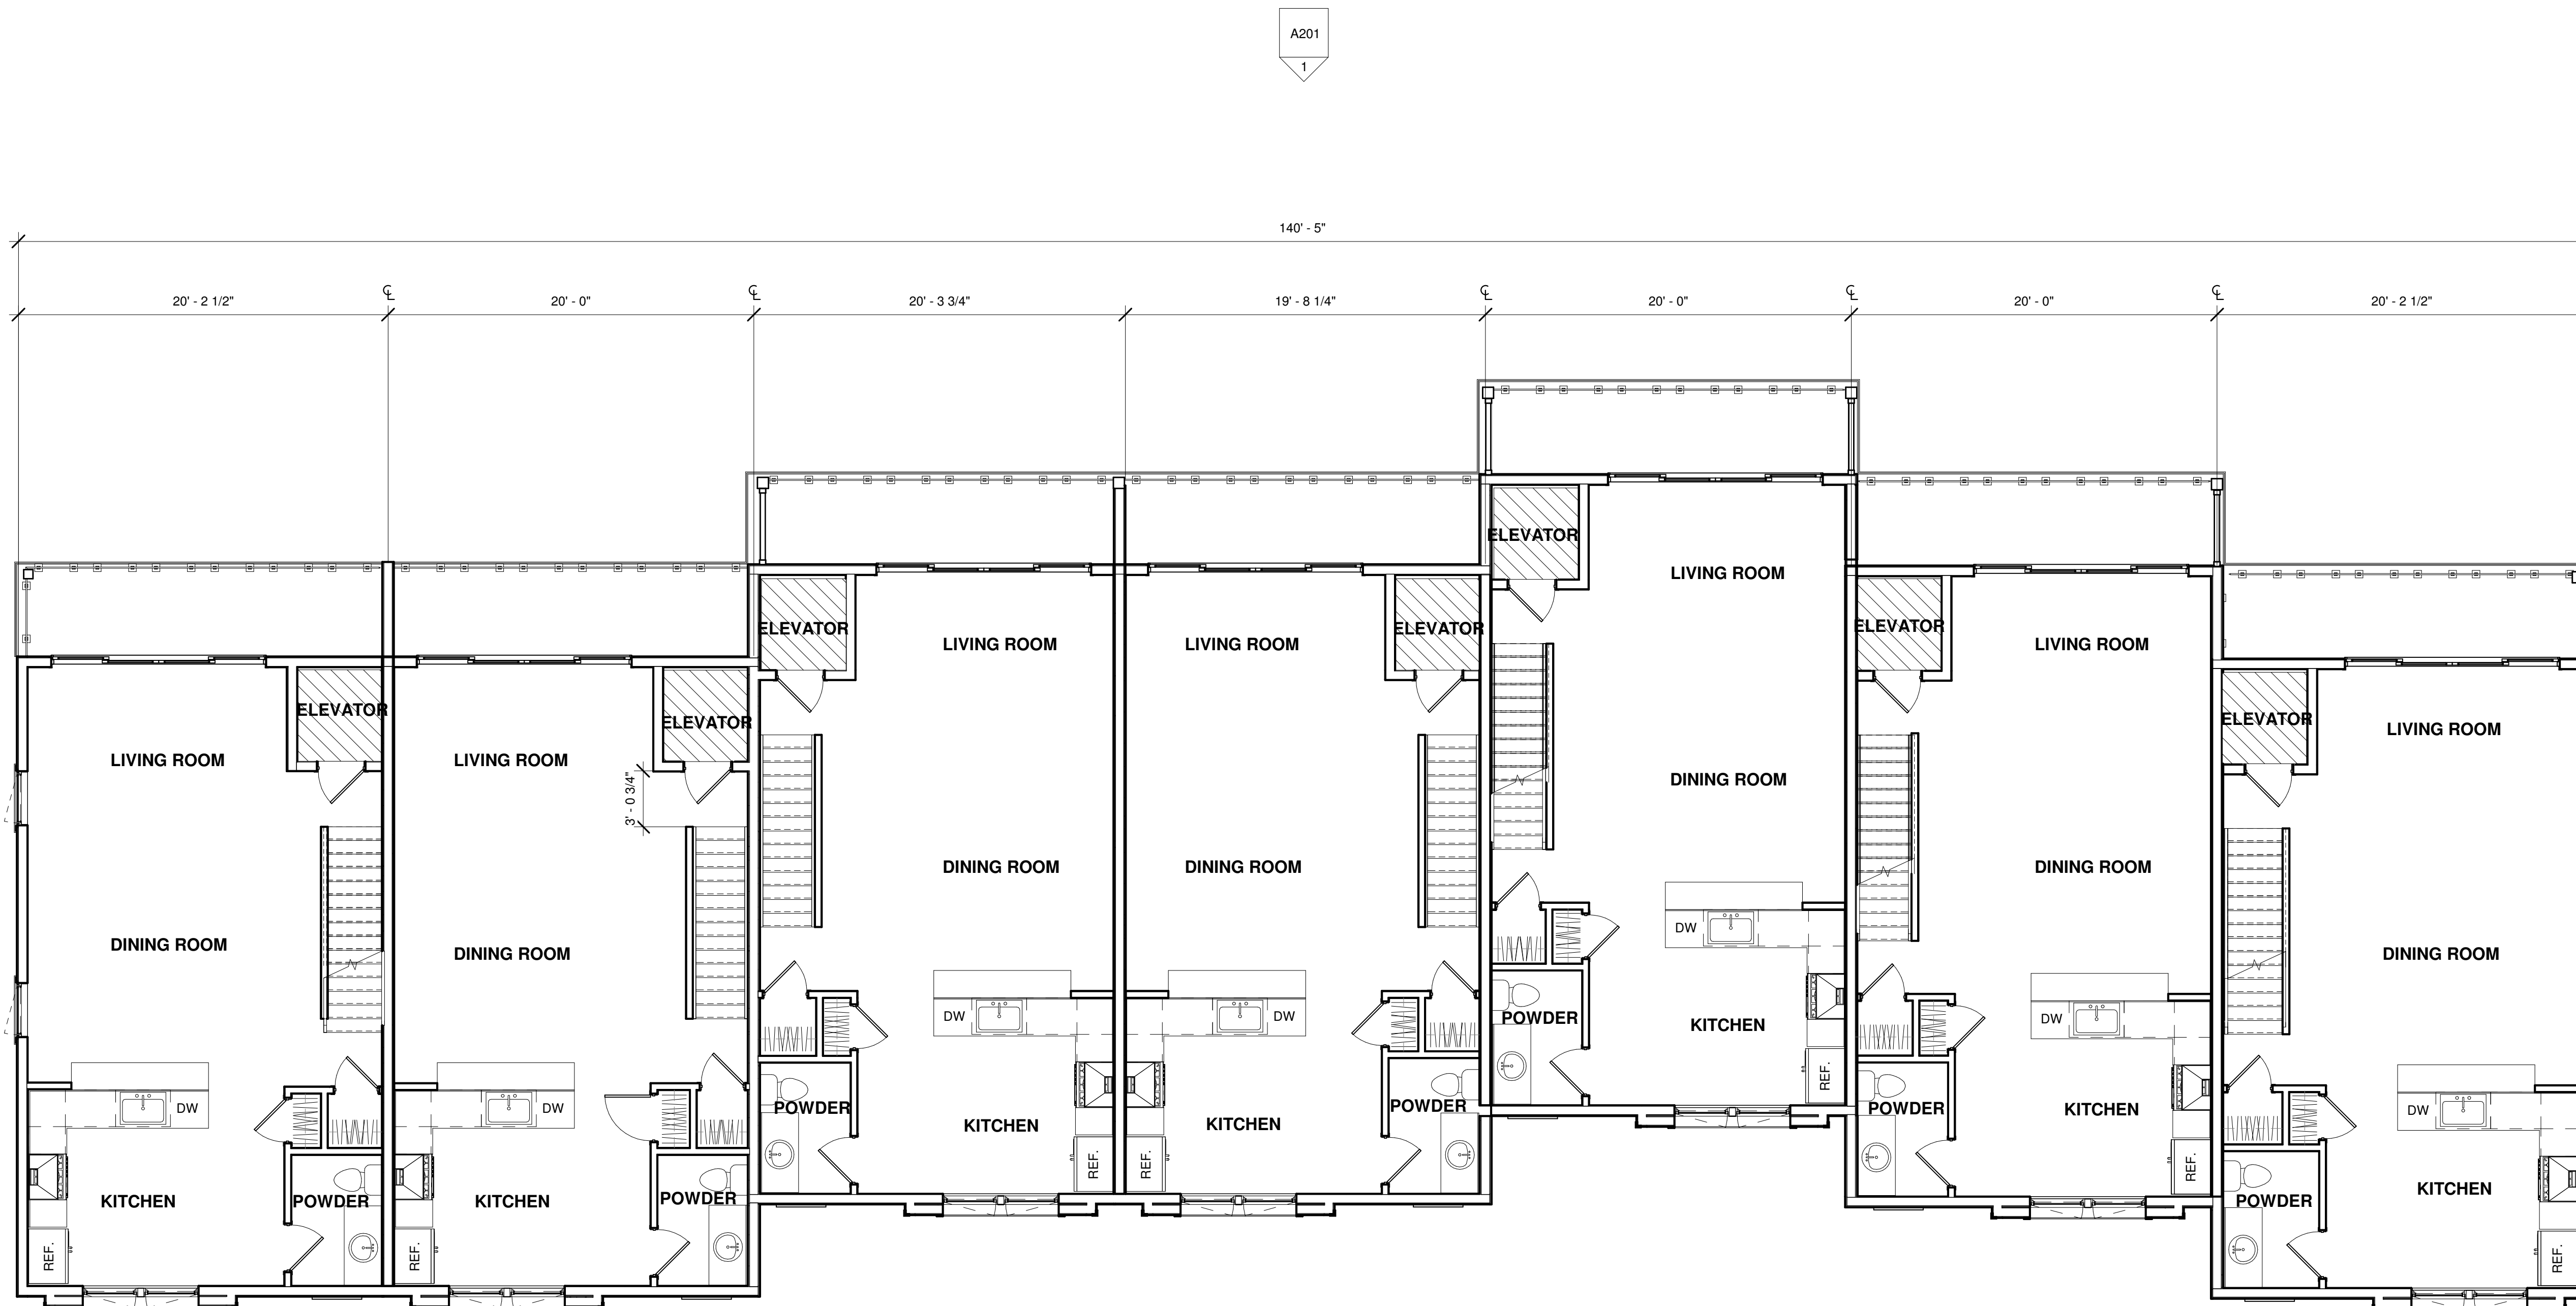 A201
1
140' - 5"
20' - 2 1/2"
℄
20' - 0"
℄
20' - 3 3/4"
19' - 8 1/4"
℄
20' - 0"
℄
20' - 0"
℄
20' - 2 1/2"
ELEVATOR
LIVING ROOM
ELEVATOR
LIVING ROOM
LIVING ROOM
ELEVATOR
ELEVATOR
LIVING ROOM
ELEVATOR
LIVING ROOM
ELEVATOR
LIVING ROOM
ELEVATOR
LIVING ROOM
3' - 0 3/4"
DINING ROOM
DINING ROOM
DINING ROOM
DINING ROOM
DINING ROOM
DINING ROOM
DINING ROOM
DW
POWDER
KITCHEN
REF.
DW
DW
DW
POWDER
KITCHEN
REF.
REF.
KITCHEN
POWDER
POWDER
KITCHEN
REF.
DW
DW
DW
KITCHEN
POWDER
REF.
KITCHEN
POWDER
REF.
POWDER
KITCHEN
REF.